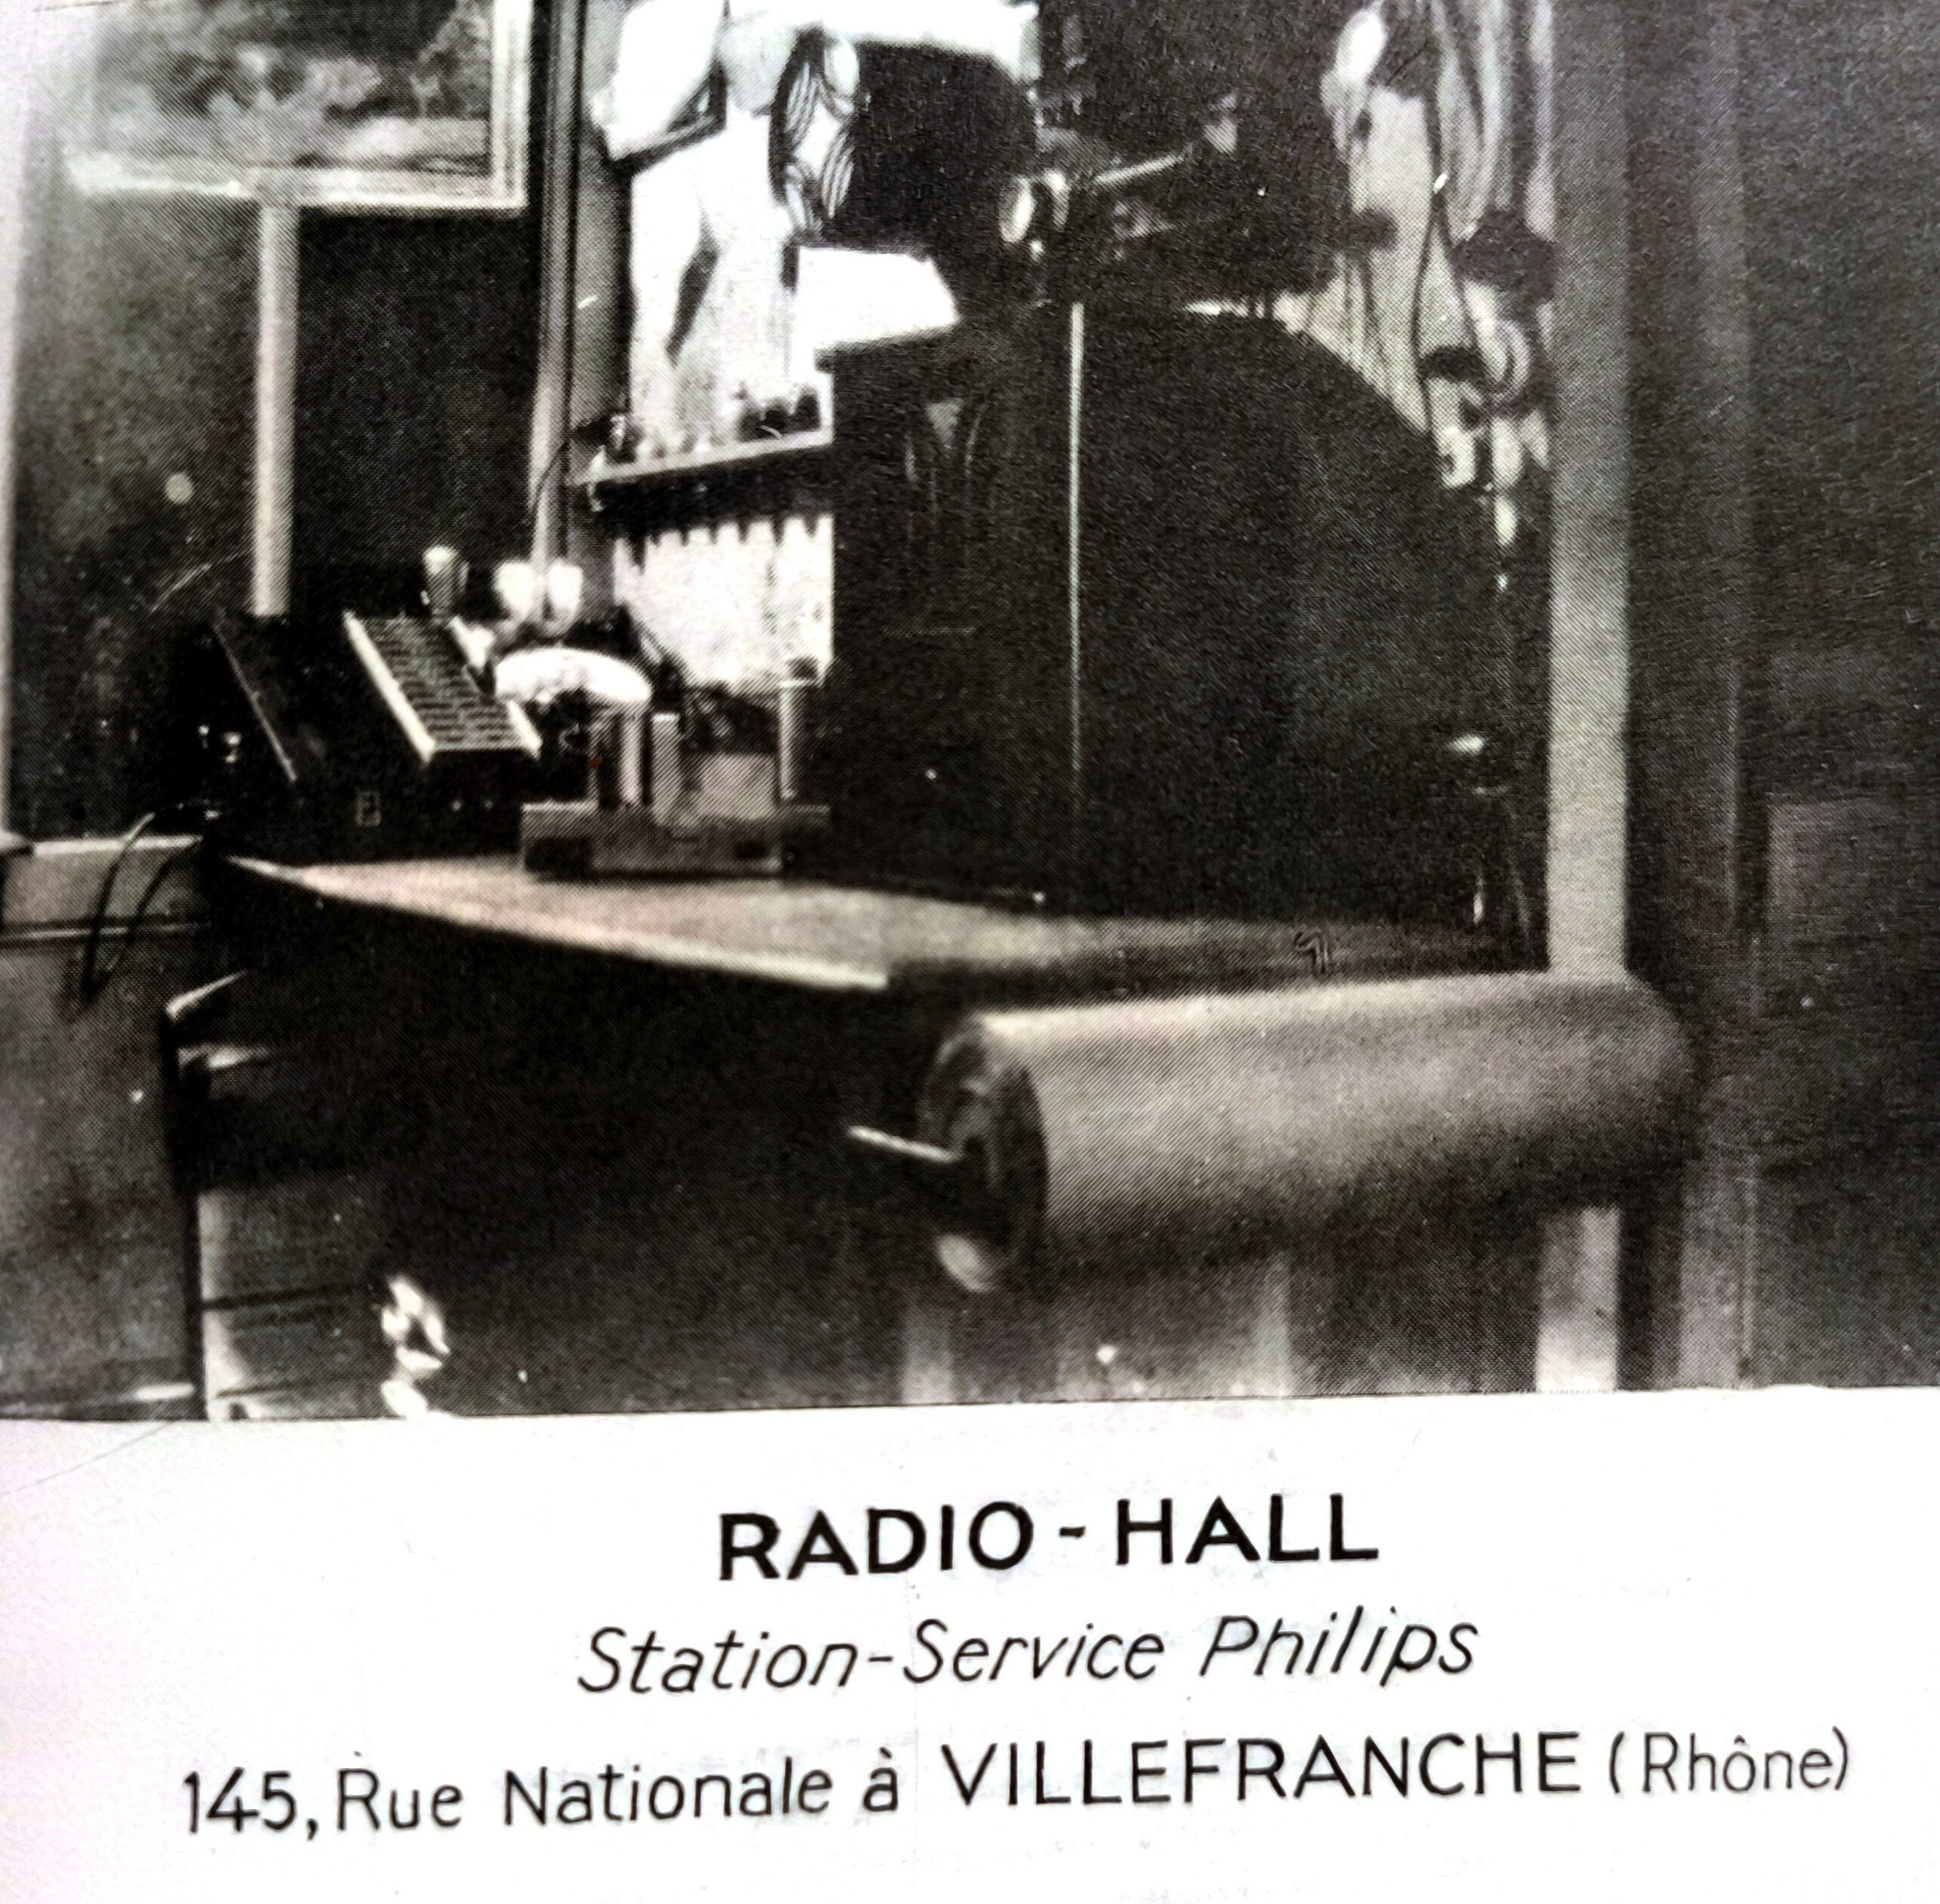 RADIO-HALL
Station-Service Philips
145, Rue Nationale à VILLEFRANCHE (Rhône)